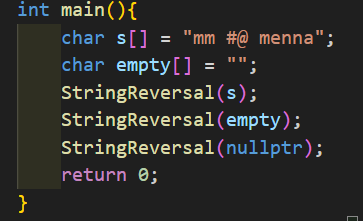 int main(){
    char s[] = "mm #@ menna";
    char empty[] = "";
    StringReversal(s);
    StringReversal(empty);
    StringReversal(nullptr);
    return 0;
}